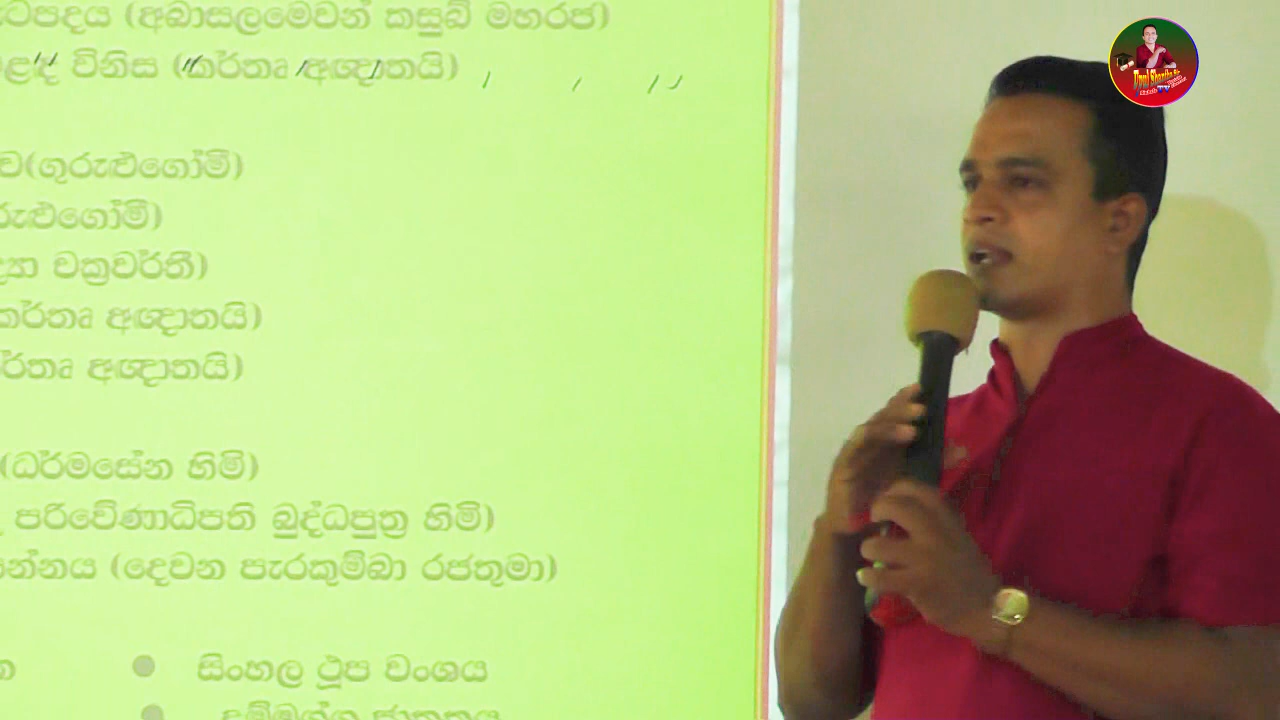 ටපදය (අබාසලමෙවන් කසුබ් මහරජ)
ළඳ විනිස (කර්තෘ අඥාතයි)
ව(ගුරුළුගෝමී)
රුළුගෝමී)
ද්‍යා චක්‍රවර්තී)
කර්තෘ අඥාතයි)
ර්තෘ අඥාතයි)
(ධර්මසේන හිමි)
පරිවේණාධිපති බුද්ධපුත්‍ර හිමි)
න්නය (දෙවන පැරකුම්බා රජතුමා)
● සිංහල ථූප වංශය